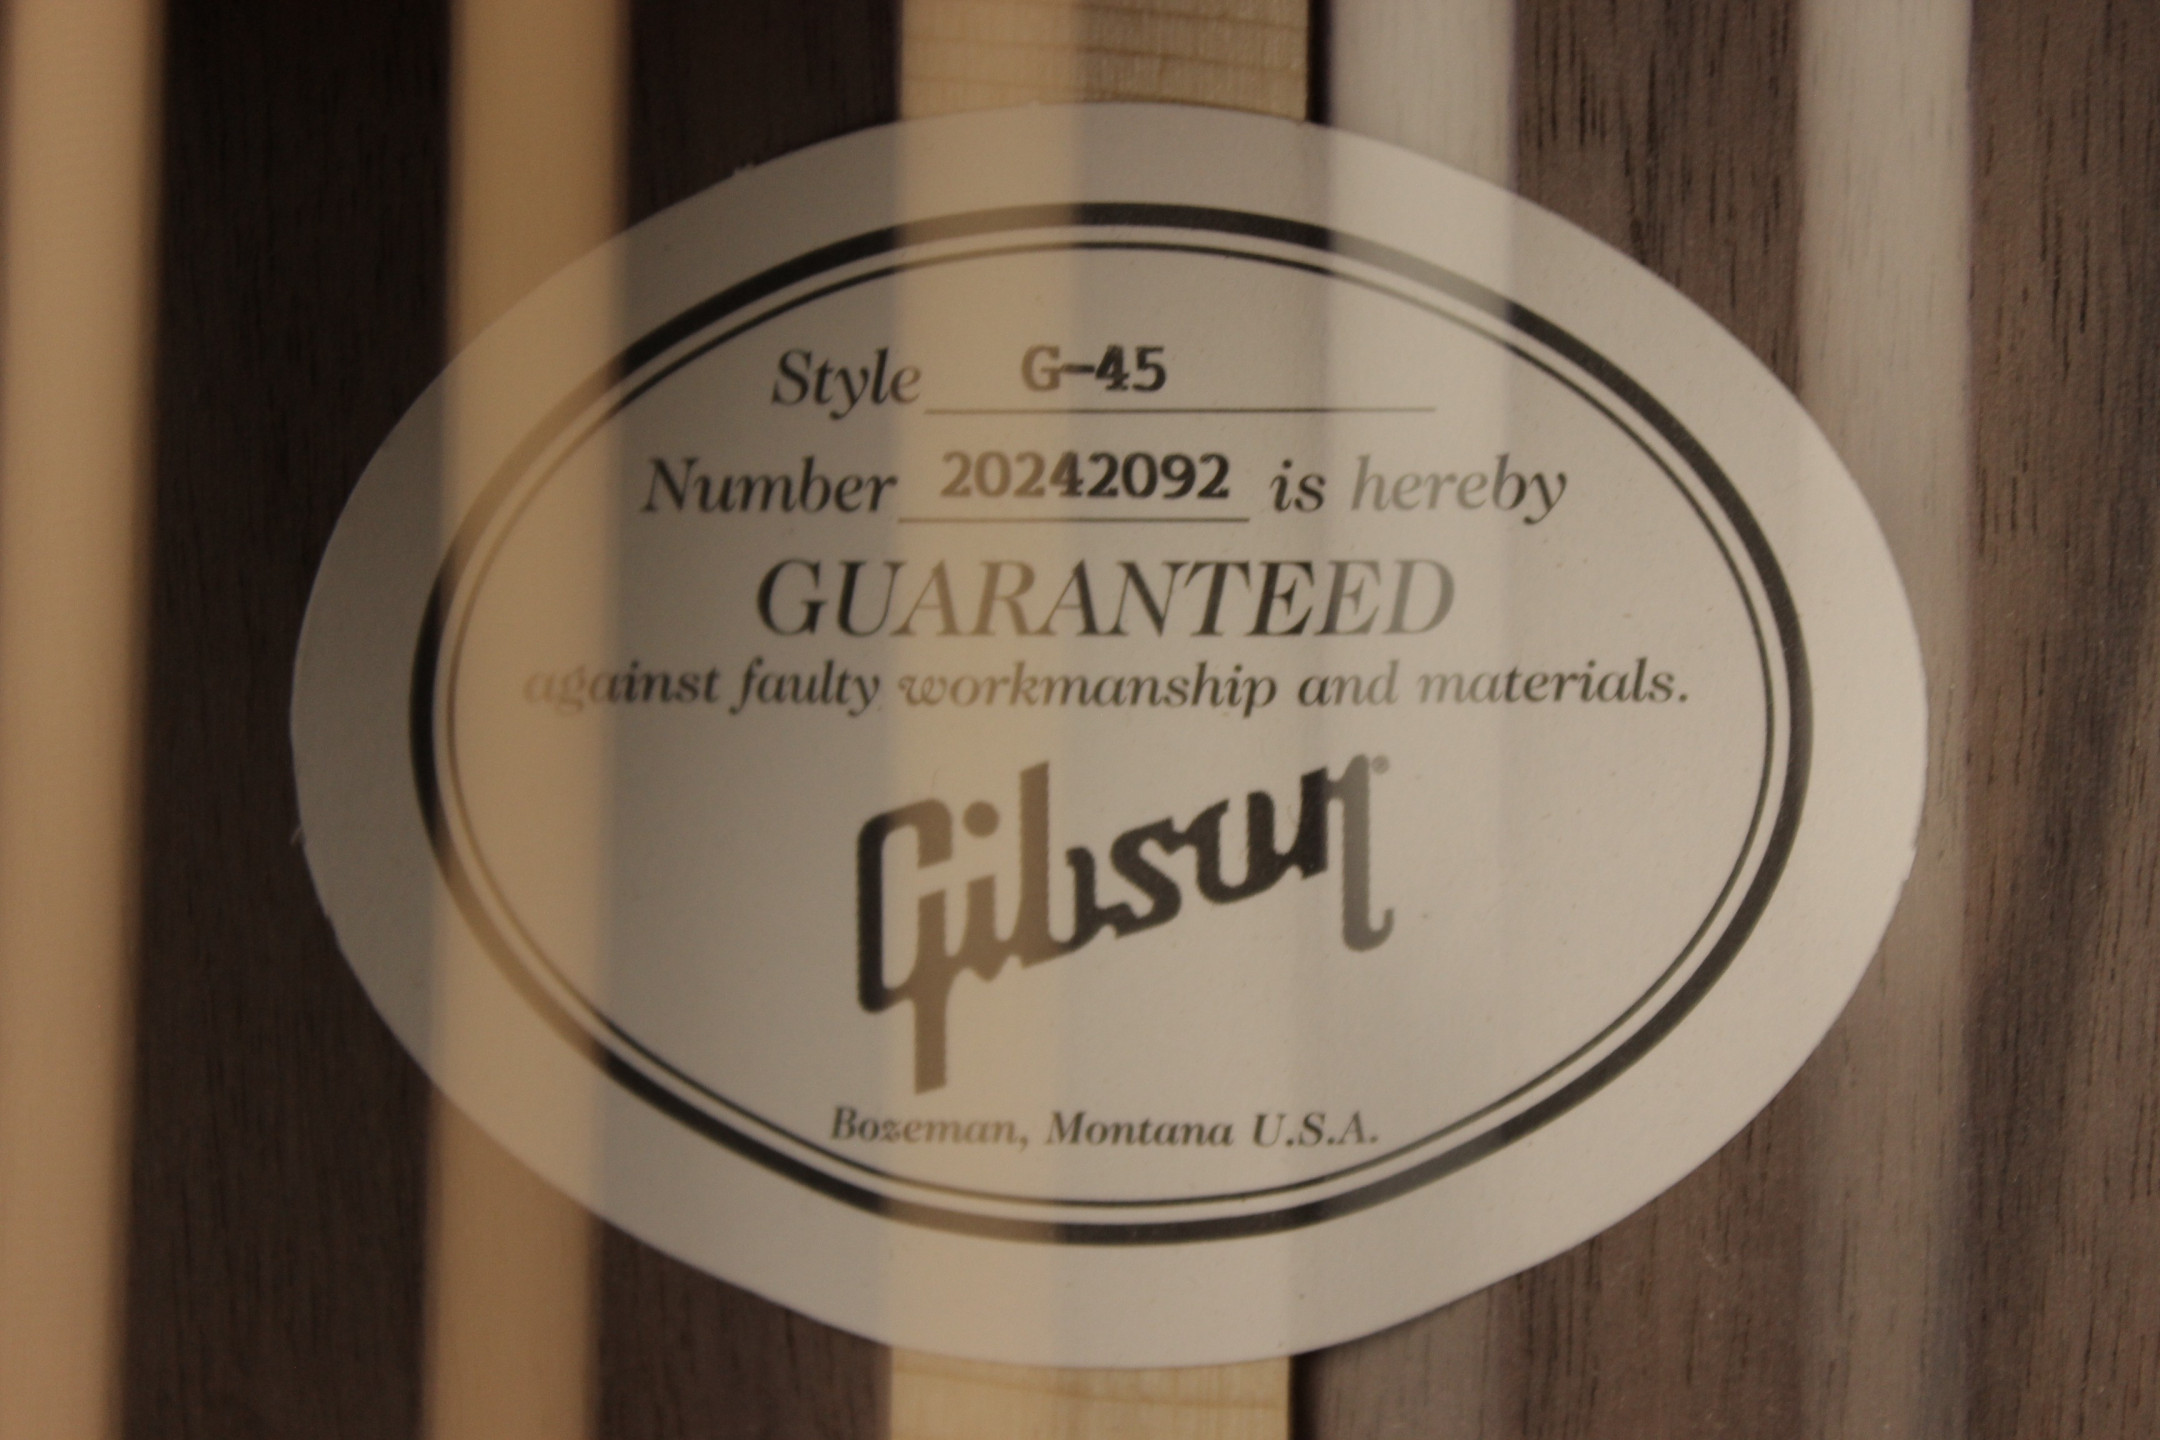 Style G-45
Number 20242092 is hereby
GUARANTEED
against faulty workmanship and materials.
Gibson®
Bozeman, Montana U.S.A.